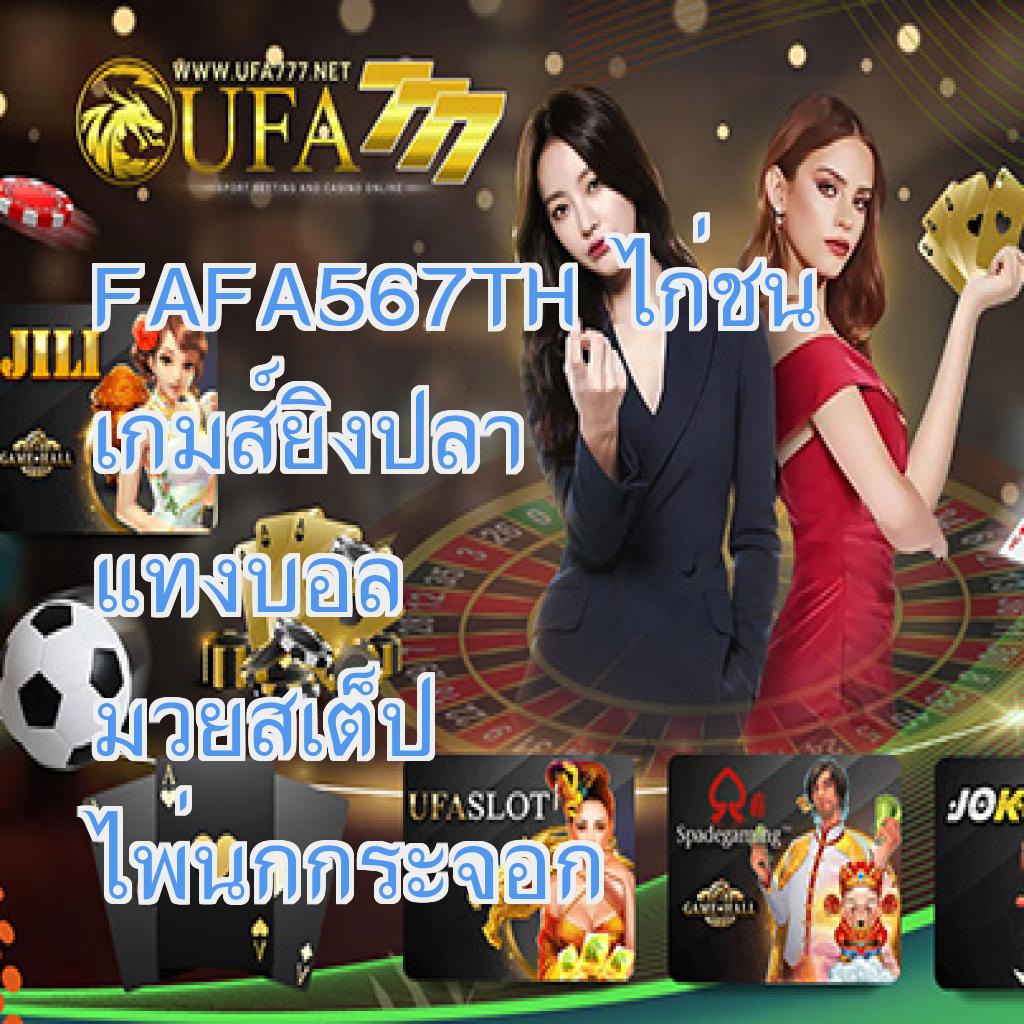 WWW.UFA777.NET
UFA777
SPORT BETTING AND CASINO ONLINE
FAFA567TH ไก่ชน
JILI
เกมส์ยิงปลา
GAME HALL
แทงบอล
มวยสเต็ป
UFASLOT
Spadegaming
ไพ่นกกระจอก
GAME HALL